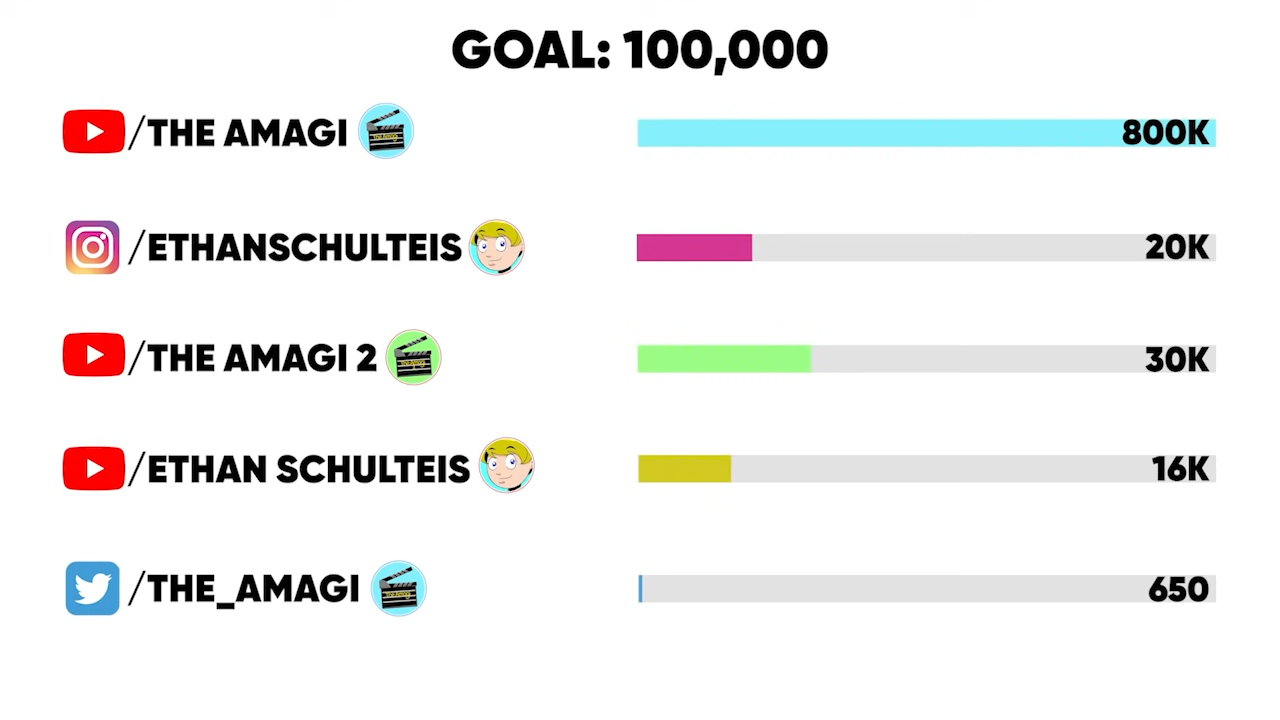 GOAL: 100,000
/THE AMAGI 800K
/ETHANSCHULTEIS 20K
/THE AMAGI 2 30K
/ETHAN SCHULTEIS 16K
/THE_AMAGI 650